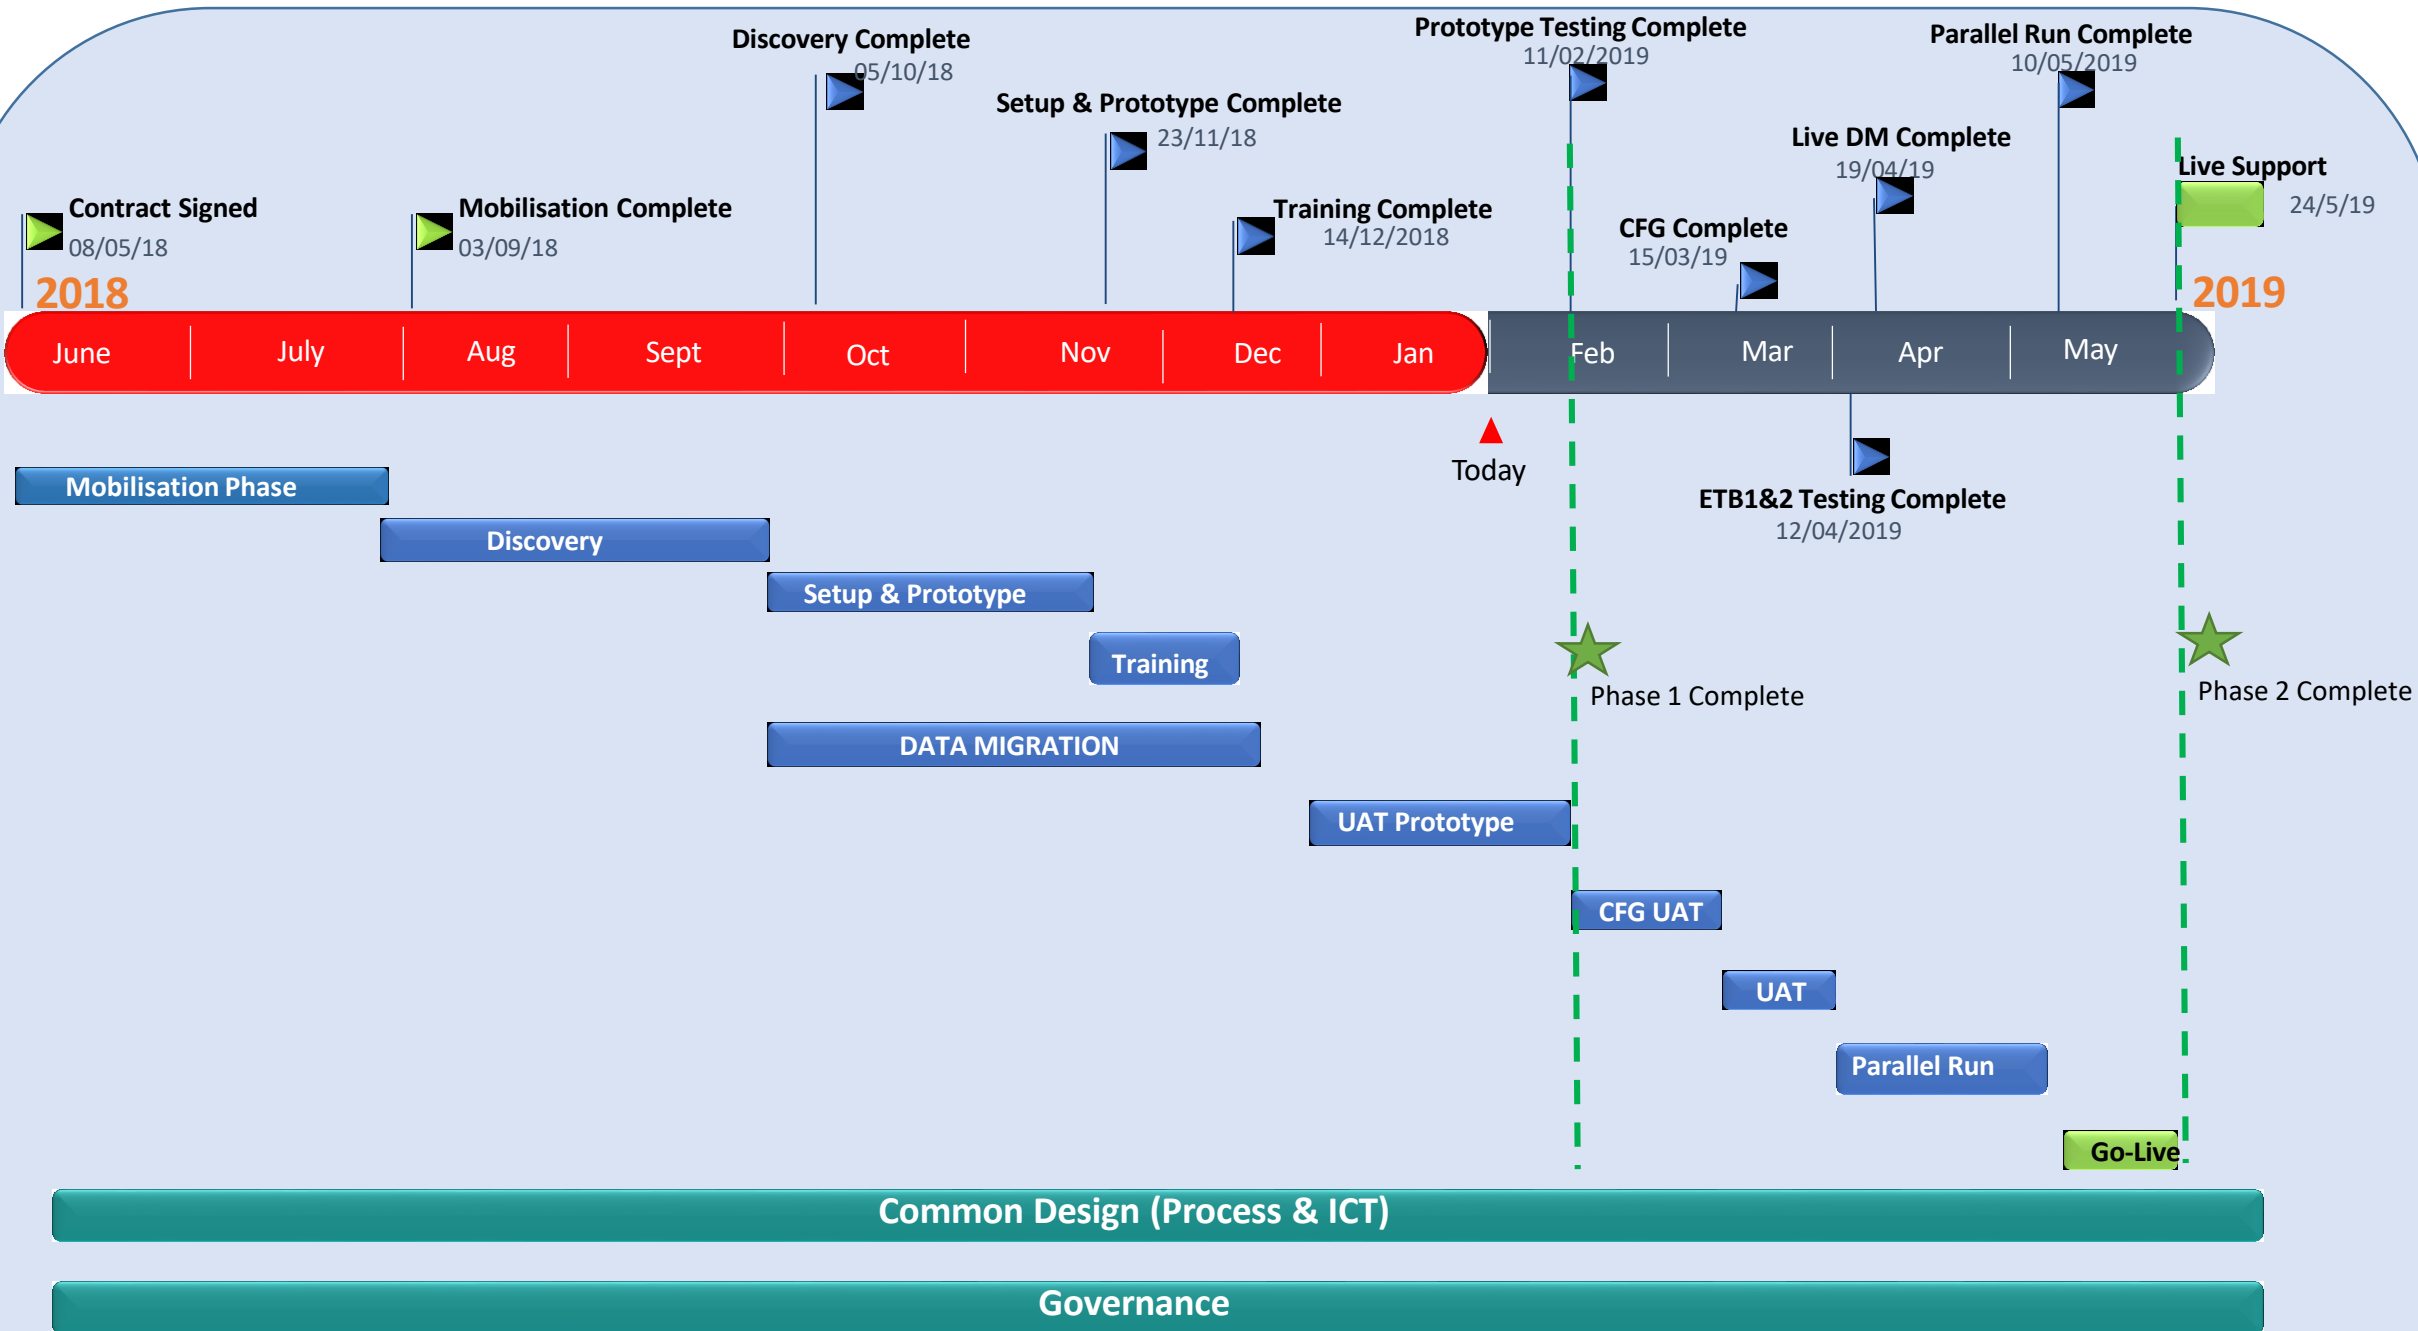 Prototype Testing Complete
11/02/2019
Parallel Run Complete
10/05/2019
Discovery Complete
05/10/18
Setup & Prototype Complete
23/11/18
Live DM Complete
19/04/19
Live Support
24/5/19
Contract Signed
08/05/18
Mobilisation Complete
03/09/18
Training Complete
14/12/2018
CFG Complete
15/03/19
2018
2019
June
July
Aug
Sept
Oct
Nov
Dec
Jan
Feb
Mar
Apr
May
Today
ETB1&2 Testing Complete
12/04/2019
Mobilisation Phase
Discovery
Setup & Prototype
Training
Phase 1 Complete
Phase 2 Complete
DATA MIGRATION
UAT Prototype
CFG UAT
UAT
Parallel Run
Go-Live
Common Design (Process & ICT)
Governance